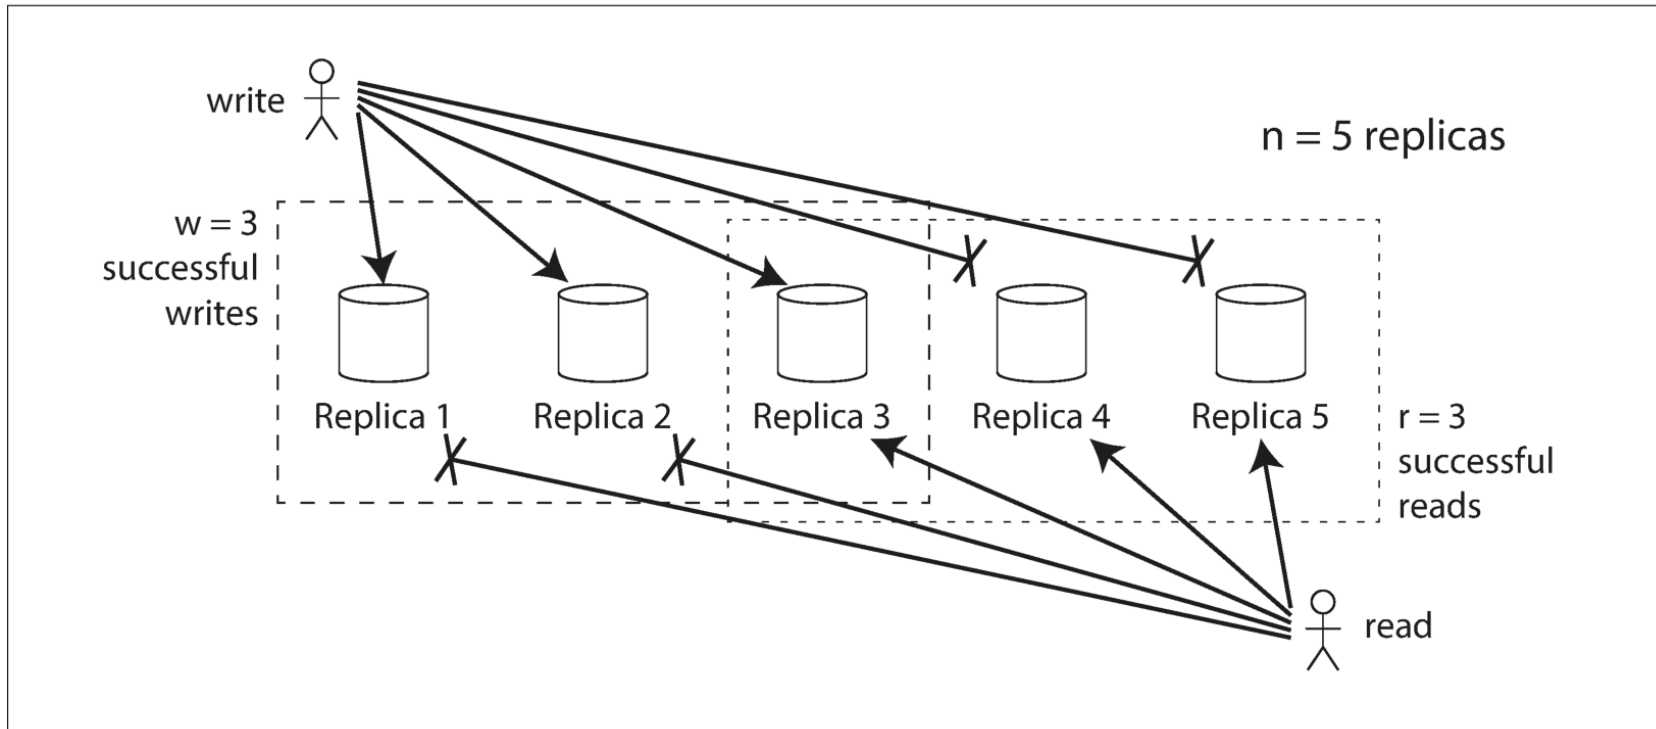 write
n = 5 replicas
w = 3
successful
writes
Replica 1
Replica 2
Replica 3
Replica 4
Replica 5
r = 3
successful
reads
read